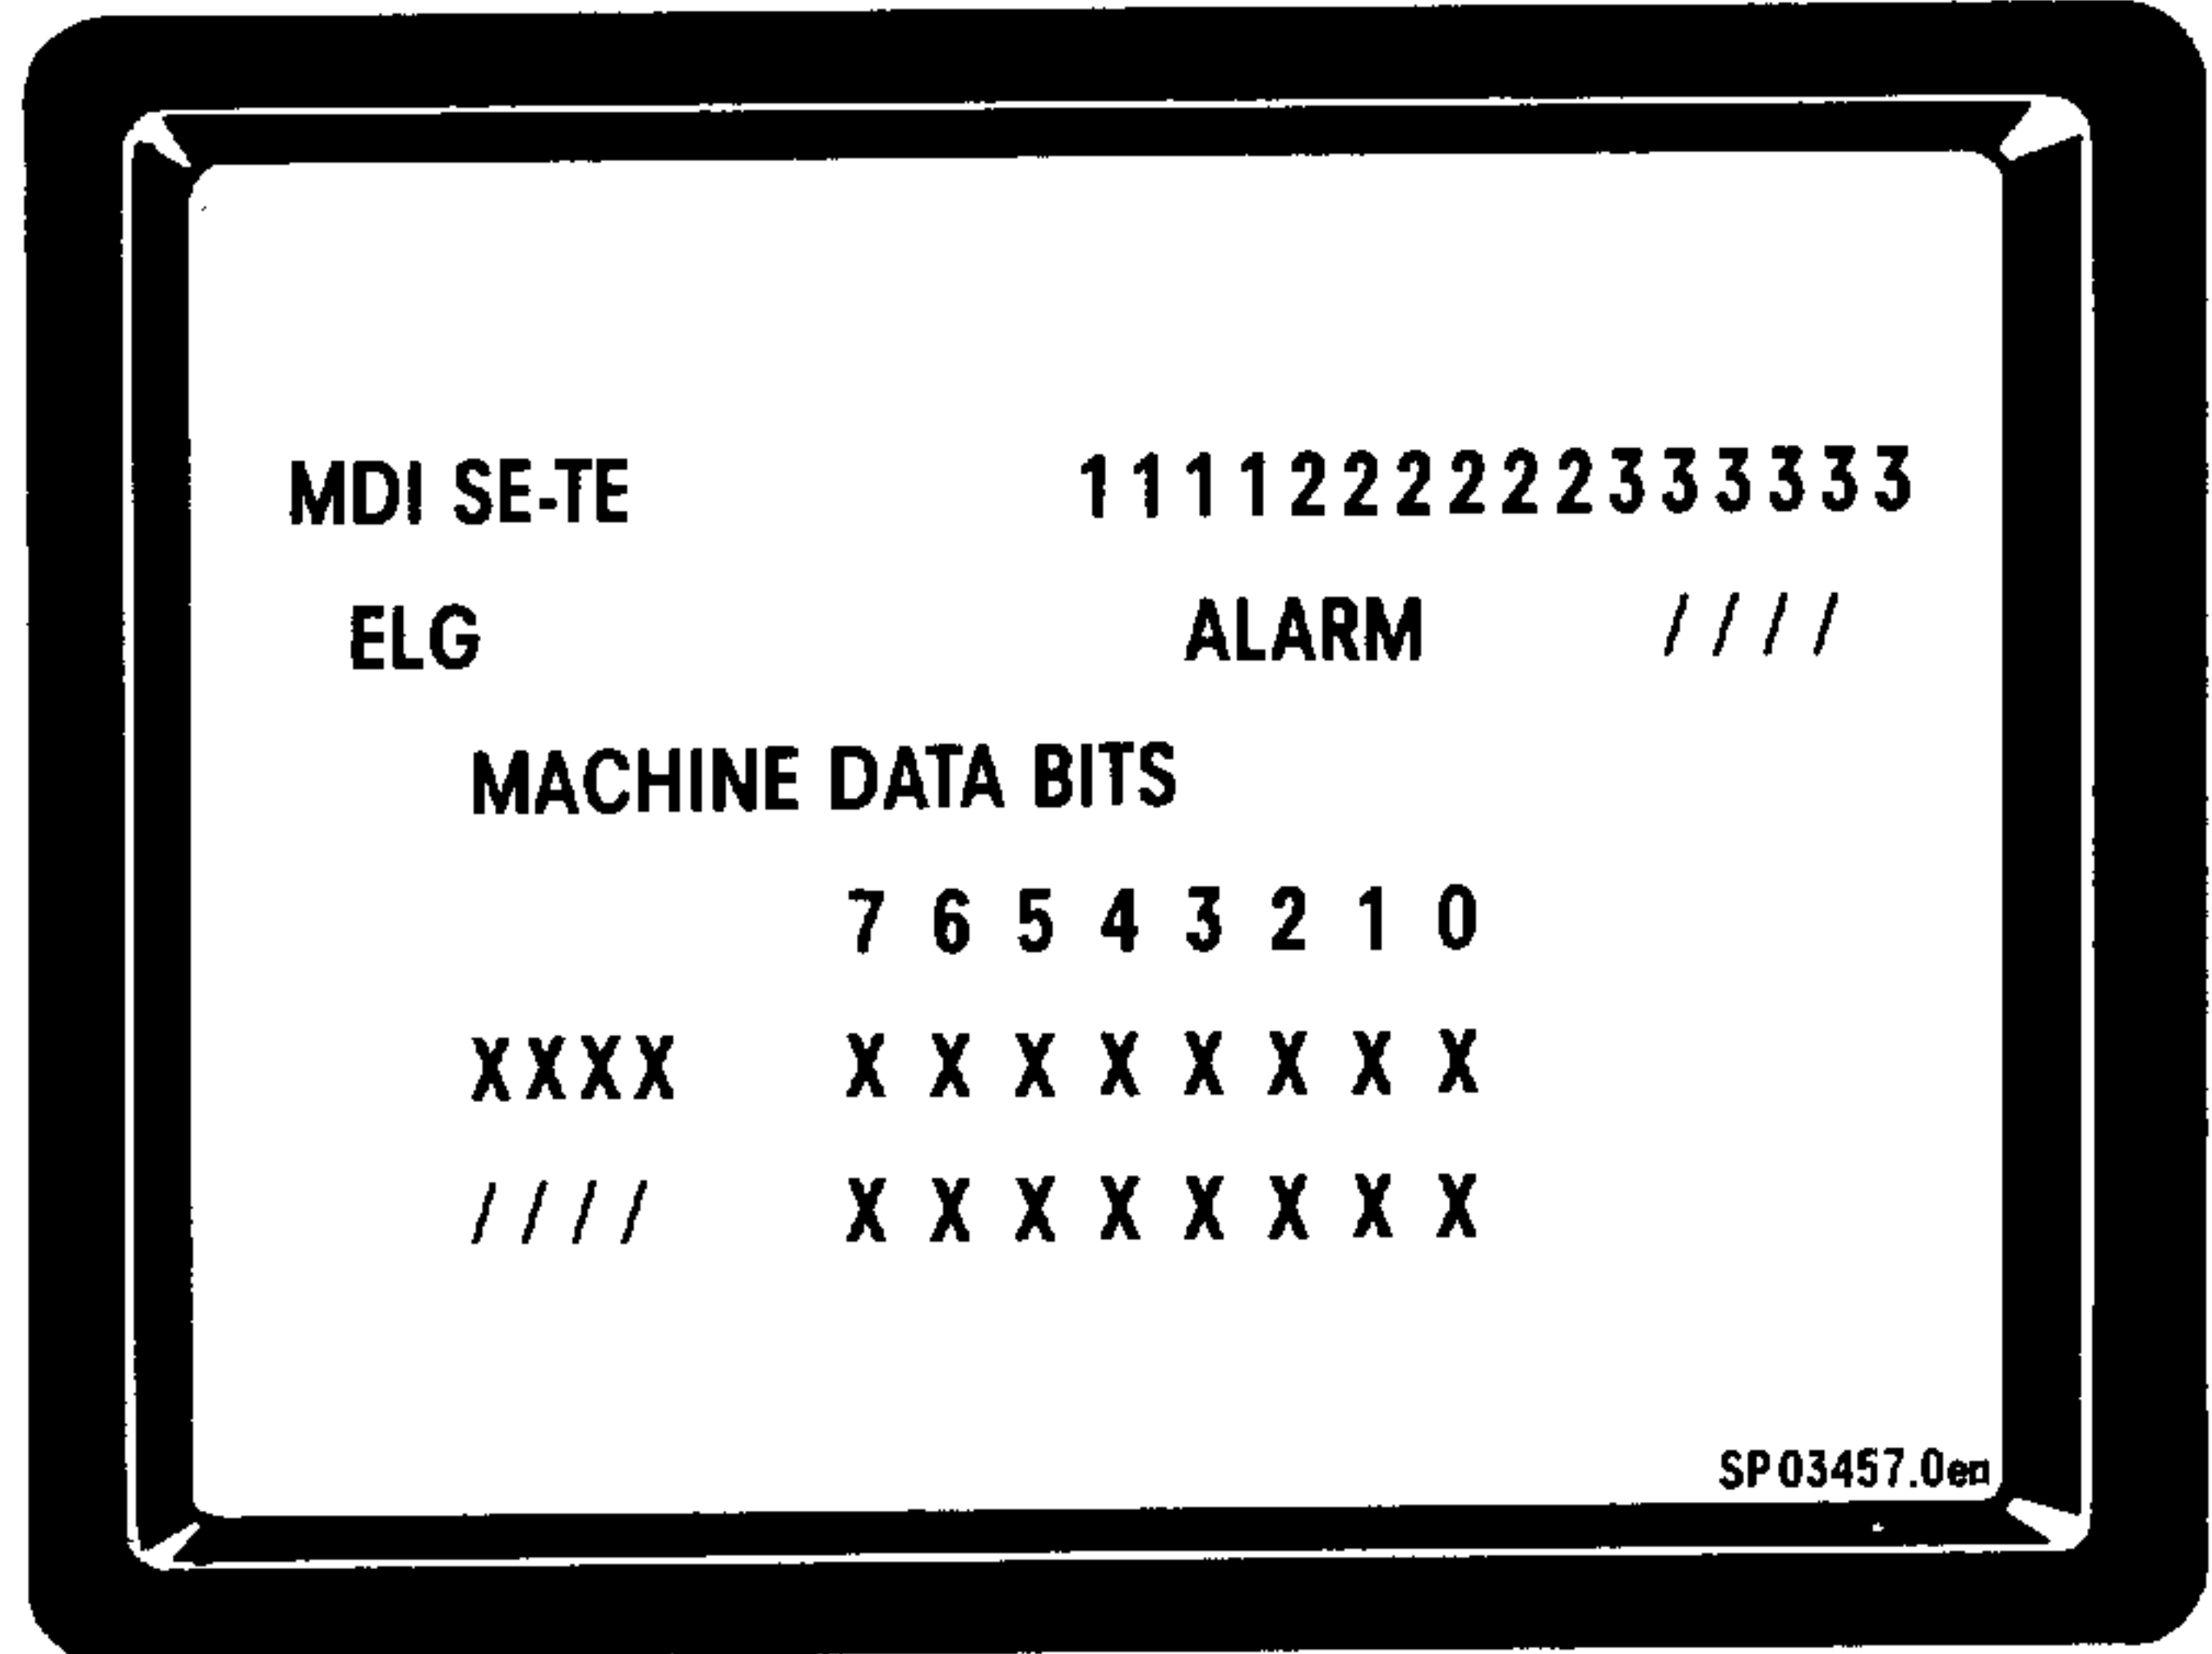 MDI SE-TE 1111222222333333
ELG ALARM ////
MACHINE DATA BITS
7 6 5 4 3 2 1 0
XXXX X X X X X X X X
//// X X X X X X X X
SP03457.0en